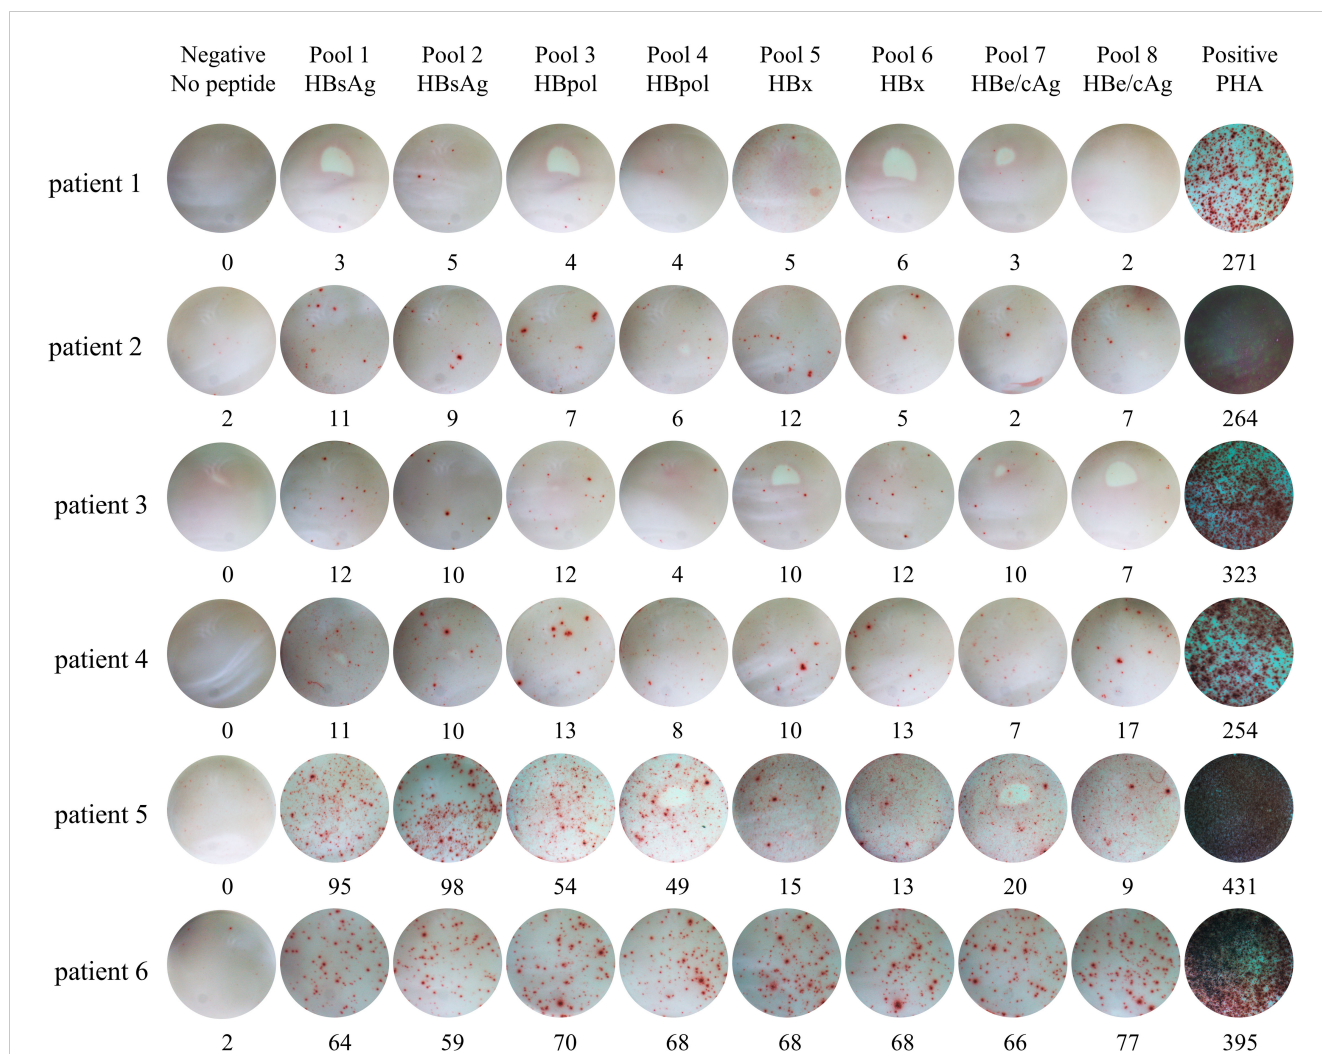 Negative Pool 1 Pool 2 Pool 3 Pool 4 Pool 5 Pool 6 Pool 7 Pool 8 Positive
No peptide HBsAg HBsAg HBpol HBpol HBx HBx HBe/cAg HBe/cAg PHA
patient 1
0 3 5 4 4 5 6 3 2 271
patient 2
2 11 9 7 6 12 5 2 7 264
patient 3
0 12 10 12 4 10 12 10 7 323
patient 4
0 11 10 13 8 10 13 7 17 254
patient 5
0 95 98 54 49 15 13 20 9 431
patient 6
2 64 59 70 68 68 68 66 77 395